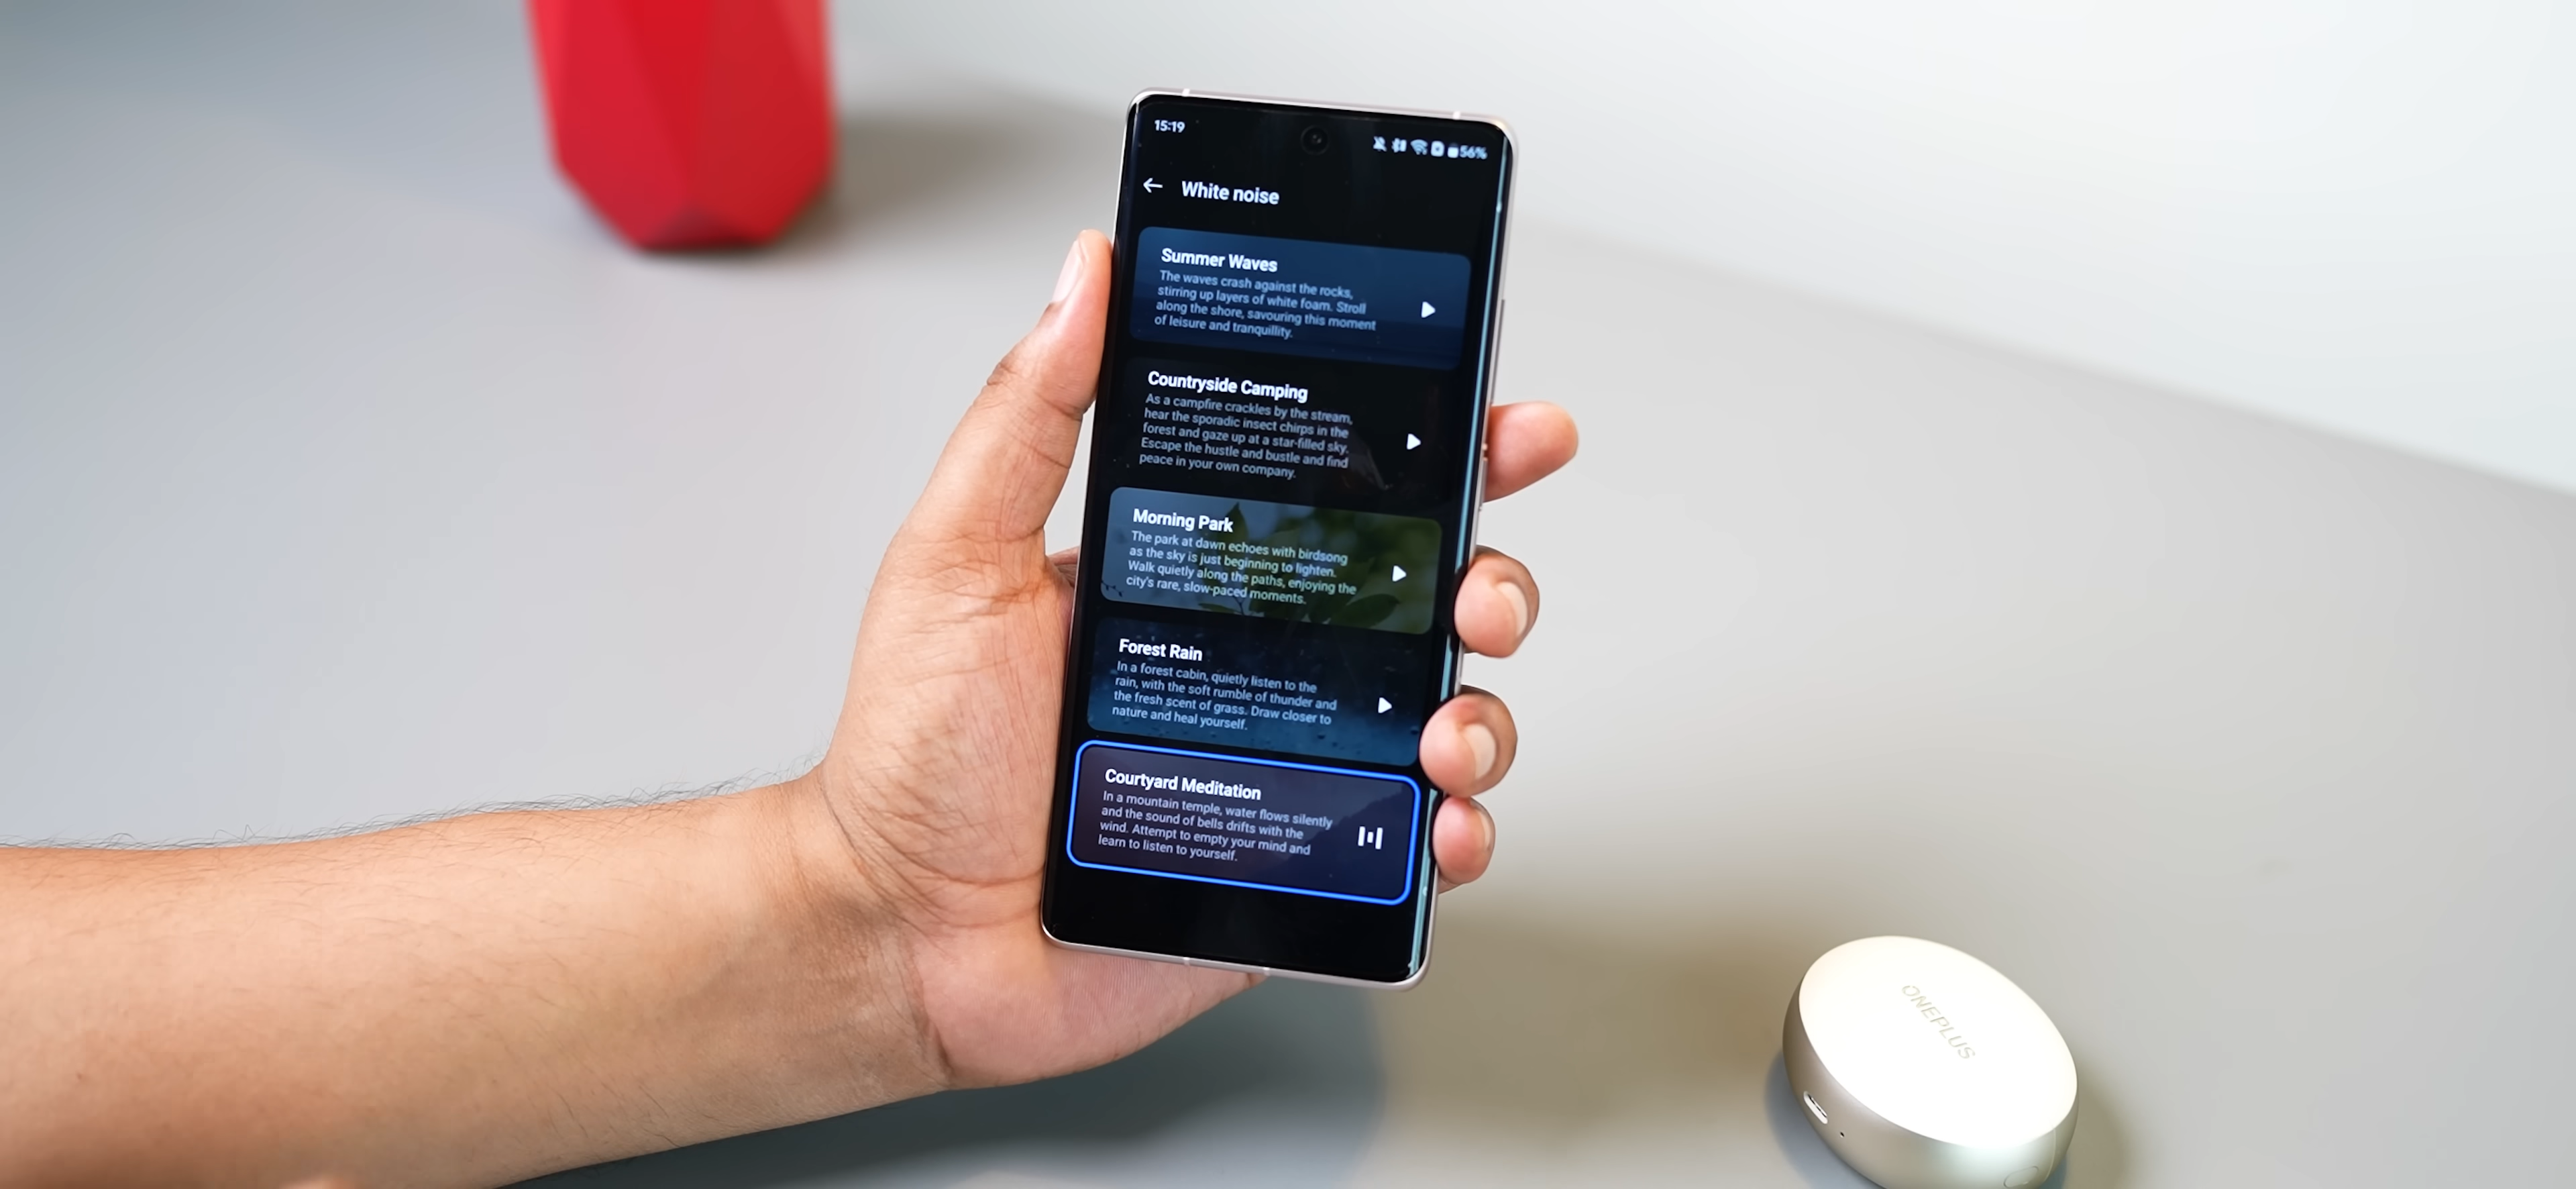 15:19
56%
White noise
Summer Waves
The waves crash against the rocks,
stirring up layers of white foam. Stroll
along the shore, savouring this moment
of leisure and tranquillity.
Countryside Camping
As a campfire crackles by the stream,
hear the sporadic insect chirps in the
forest and gaze up at a star-filled sky.
Escape the hustle and bustle and find
peace in your own company.
Morning Park
The park at dawn echoes with birdsong
as the sky is just beginning to lighten.
Walk quietly along the paths, enjoying the
city's rare, slow-paced moments.
Forest Rain
In a forest cabin, quietly listen to the
rain, with the soft rumble of thunder and
the fresh scent of grass. Draw closer to
nature and heal yourself.
Courtyard Meditation
In a mountain temple, water flows silently
and the sound of bells drifts with the
wind. Attempt to empty your mind and
learn to listen to yourself.
ONEPLUS